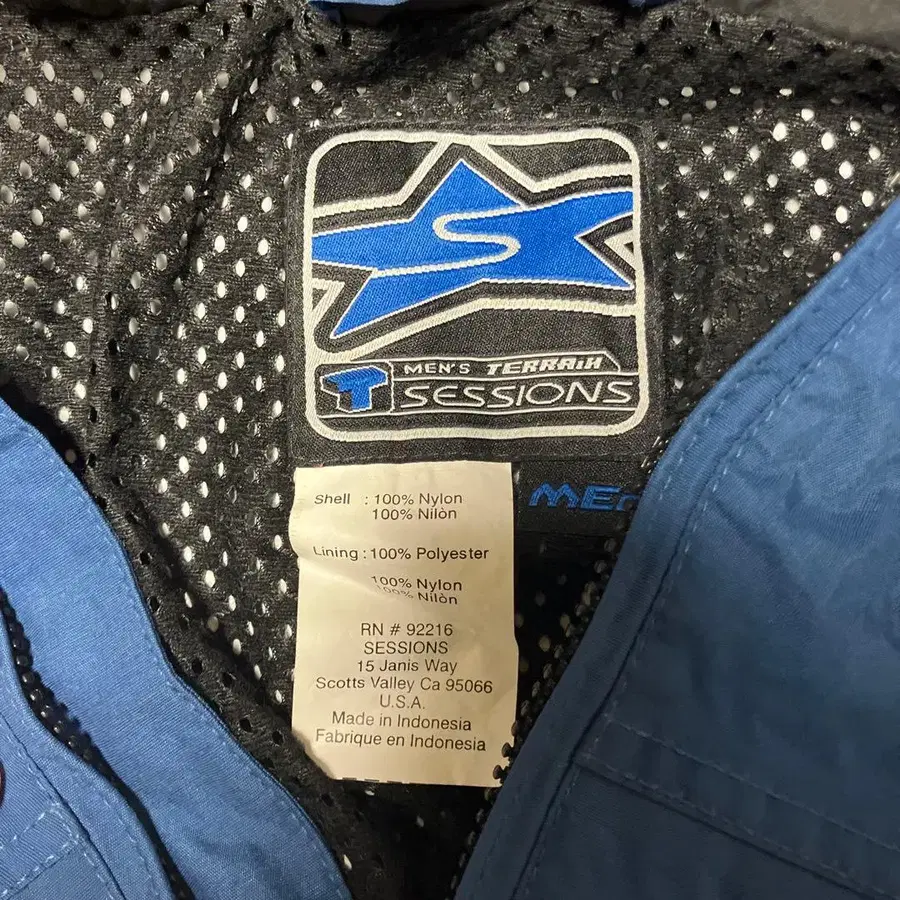 S
MEN'S TERRAiN
T SESSIONS
Shell : 100% Nylon
100% Nilòn
Lining : 100% Polyester
100% Nylon
100% Nilòn
RN # 92216
SESSIONS
15 Janis Way
Scotts Valley Ca 95066
U.S.A.
Made in Indonesia
Fabrique en Indonesia